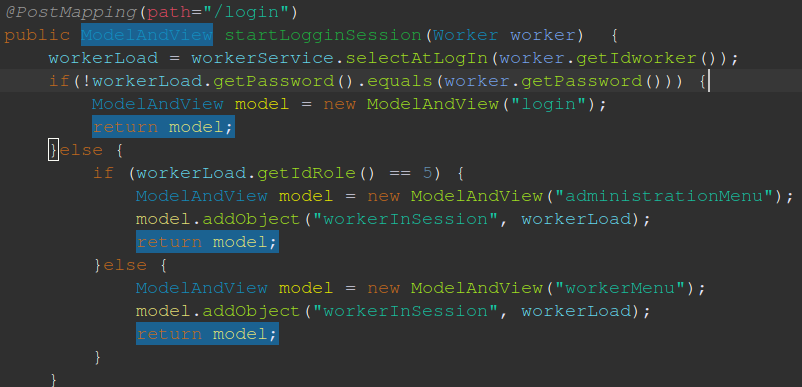 @PostMapping(path="/login")
public ModelAndView startLogginSession(Worker worker)  {
    workerLoad = workerService.selectAtLogIn(worker.getIdworker());
    if(!workerLoad.getPassword().equals(worker.getPassword())) {
        ModelAndView model = new ModelAndView("login");
        return model;
    }else {
        if (workerLoad.getIdRole() == 5) {
            ModelAndView model = new ModelAndView("administrationMenu");
            model.addObject("workerInSession", workerLoad);
            return model;
        }else {
            ModelAndView model = new ModelAndView("workerMenu");
            model.addObject("workerInSession", workerLoad);
            return model;
        }
    }